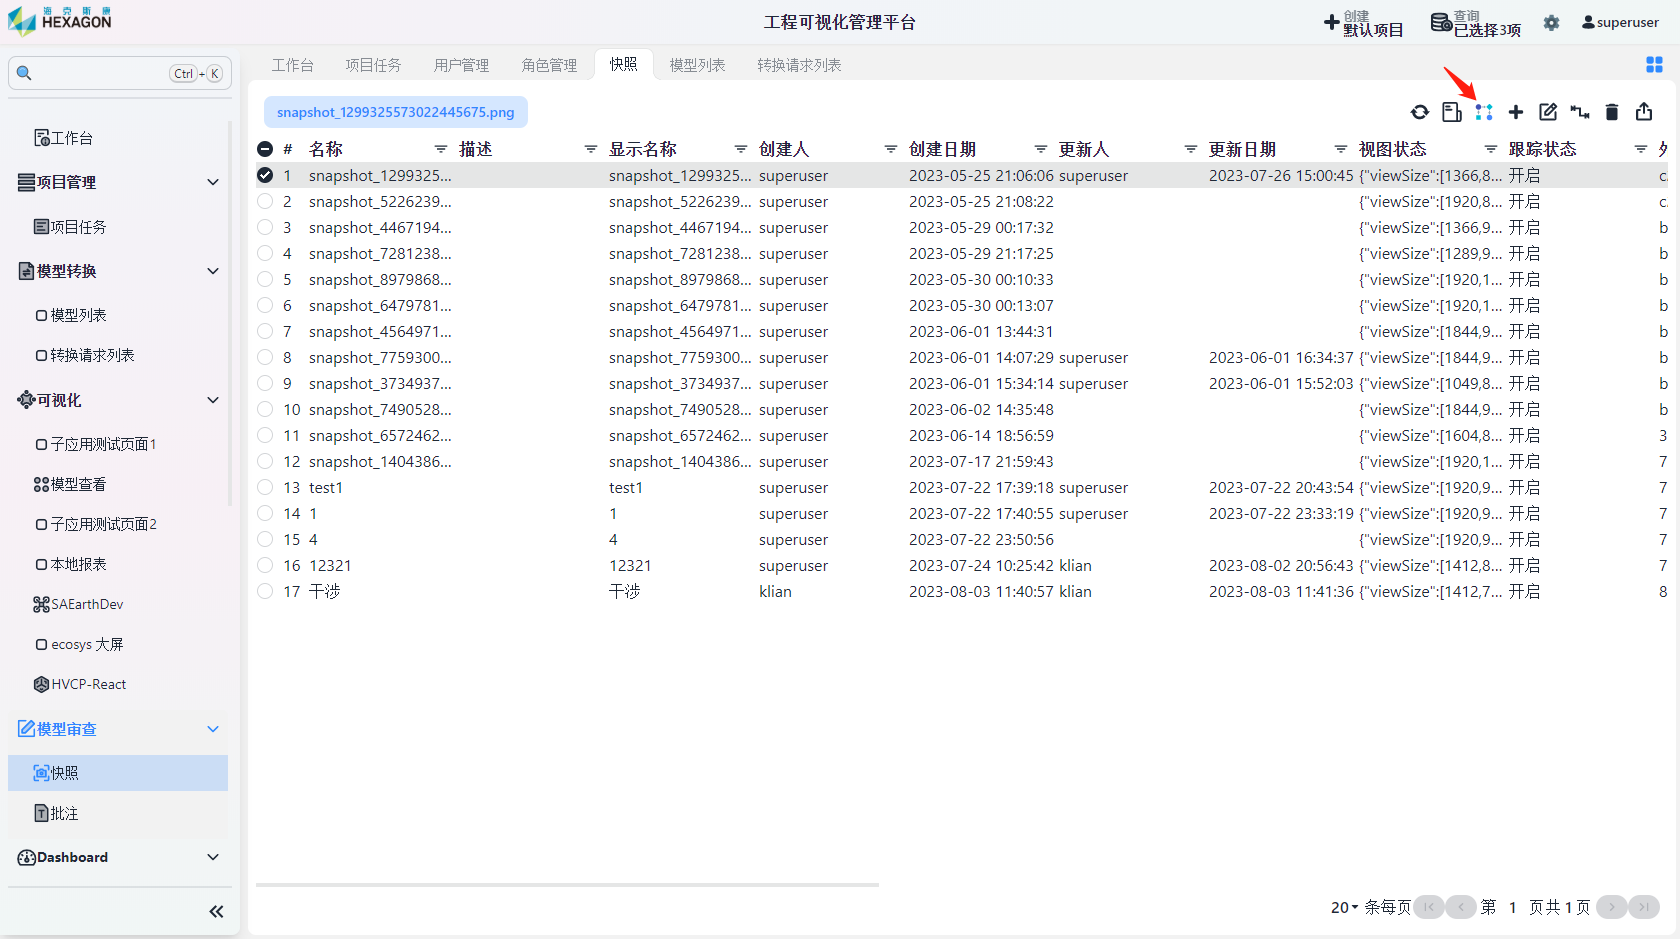 海克斯康
HEXAGON
工程可视化管理平台
创建
默认项目
查询
已选择3项
superuser
Ctrl + K
工作台
项目管理
项目任务
模型转换
模型列表
转换请求列表
可视化
子应用测试页面1
模型查看
子应用测试页面2
本地报表
SAEarthDev
ecosys 大屏
HVCP-React
模型审查
快照
批注
Dashboard
工作台 项目任务 用户管理 角色管理 快照 模型列表 转换请求列表
snapshot_1299325573022445675.png
# 名称 描述 显示名称 创建人 创建日期 更新人 更新日期 视图状态 跟踪状态
1 snapshot_1299325... snapshot_1299325... superuser 2023-05-25 21:06:06 superuser 2023-07-26 15:00:45 {"viewSize":[1366,8... 开启 c.
2 snapshot_5226239... snapshot_5226239... superuser 2023-05-25 21:08:22 {"viewSize":[1920,8... 开启 c.
3 snapshot_4467194... snapshot_4467194... superuser 2023-05-29 00:17:32 {"viewSize":[1366,9... 开启 b
4 snapshot_7281238... snapshot_7281238... superuser 2023-05-29 21:17:25 {"viewSize":[1289,9... 开启 b
5 snapshot_8979868... snapshot_8979868... superuser 2023-05-30 00:10:33 {"viewSize":[1920,1... 开启 b
6 snapshot_6479781... snapshot_6479781... superuser 2023-05-30 00:13:07 {"viewSize":[1920,1... 开启 b
7 snapshot_4564971... snapshot_4564971... superuser 2023-06-01 13:44:31 {"viewSize":[1844,9... 开启 b
8 snapshot_7759300... snapshot_7759300... superuser 2023-06-01 14:07:29 superuser 2023-06-01 16:34:37 {"viewSize":[1844,9... 开启 b
9 snapshot_3734937... snapshot_3734937... superuser 2023-06-01 15:34:14 superuser 2023-06-01 15:52:03 {"viewSize":[1049,8... 开启 b
10 snapshot_7490528... snapshot_7490528... superuser 2023-06-02 14:35:48 {"viewSize":[1844,9... 开启 b
11 snapshot_6572462... snapshot_6572462... superuser 2023-06-14 18:56:59 {"viewSize":[1604,8... 开启 3
12 snapshot_1404386... snapshot_1404386... superuser 2023-07-17 21:59:43 {"viewSize":[1920,1... 开启 7
13 test1 test1 superuser 2023-07-22 17:39:18 superuser 2023-07-22 20:43:54 {"viewSize":[1920,9... 开启 7
14 1 1 superuser 2023-07-22 17:40:55 superuser 2023-07-22 23:33:19 {"viewSize":[1920,9... 开启 7
15 4 4 superuser 2023-07-22 23:50:56 {"viewSize":[1920,9... 开启 7
16 12321 12321 superuser 2023-07-24 10:25:42 klian 2023-08-02 20:56:43 {"viewSize":[1412,8... 开启 7
17 干涉 干涉 klian 2023-08-03 11:40:57 klian 2023-08-03 11:41:36 {"viewSize":[1412,7... 开启 8
20 条每页 第 1 页共 1 页